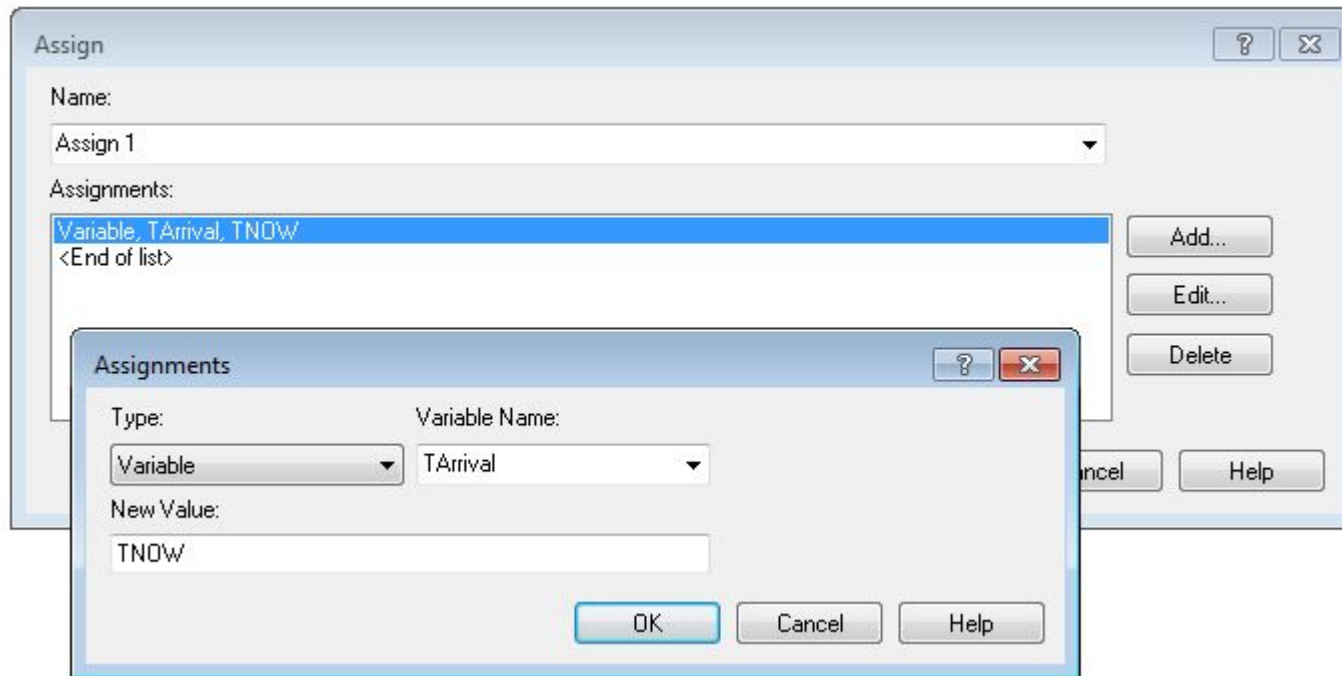 Assign
Name:
Assign 1
Assignments:
Variable, TArrival, TNOW
<End of list>
Add...
Edit...
Delete
Help
Assignments
Type:
Variable Name:
Variable
TArrival
New Value:
TNOW
OK
Cancel
Help